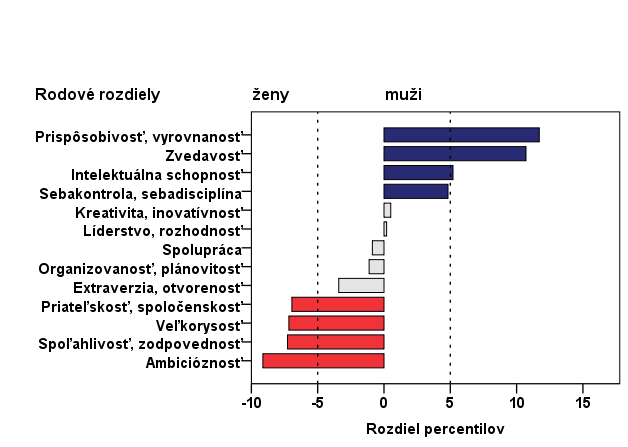 Rodové rozdiely ženy muži
Prispôsobivosť, vyrovnanosť
Zvedavosť
Intelektuálna schopnosť
Sebakontrola, sebadisciplína
Kreativita, inovatívnosť
Líderstvo, rozhodnosť
Spolupráca
Organizovanosť, plánovitosť
Extraverzia, otvorenosť
Priateľskosť, spoločenskosť
Veľkorysosť
Spoľahlivosť, zodpovednosť
Ambicióznosť
-10 -5 0 5 10 15
Rozdiel percentilov